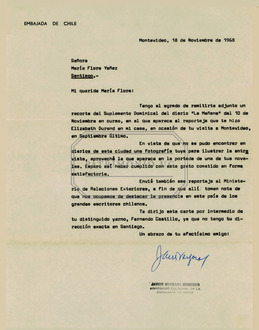 EMBAJADA DE CHILE
Montevideo, 18 de Noviembre de 1968
Señora
María Flora Yañez
Santiago.-
Mi querida María Flora:
Tengo el agrado de remitirle adjunto un
recorte del Suplemento Dominical del diario "La Mañana" del 10
de Noviembre en curso, en el que aparece el reportaje que te hizo
Elizabeth Durand en mi casa, en ocasión de tu visita a Montevideo,
en Septiembre último.
En vista de que no se pudo encontrar en
diarios de esta ciudad una fotografía tuya para ilustrar la entre
vista, aproveché la que aparece en la portada de una de tus nove-
las. Espero así haber cumplido con este grato cometido en forma
satisfactoria.
Envié también ese reportaje al Ministe-
rio de Relaciones Exteriores, a fin de que allí tomen nota de
que nos ocupamos de destacar la presencia en este país de los
grandes escritores chilenos.
Te dirijo esta carta por intermedio de
tu distinguido yerno, Fernando Castillo, ya que no tengo tu di-
rección exacta en Santiago.
Un abrazo de tu afectísimo amigo: